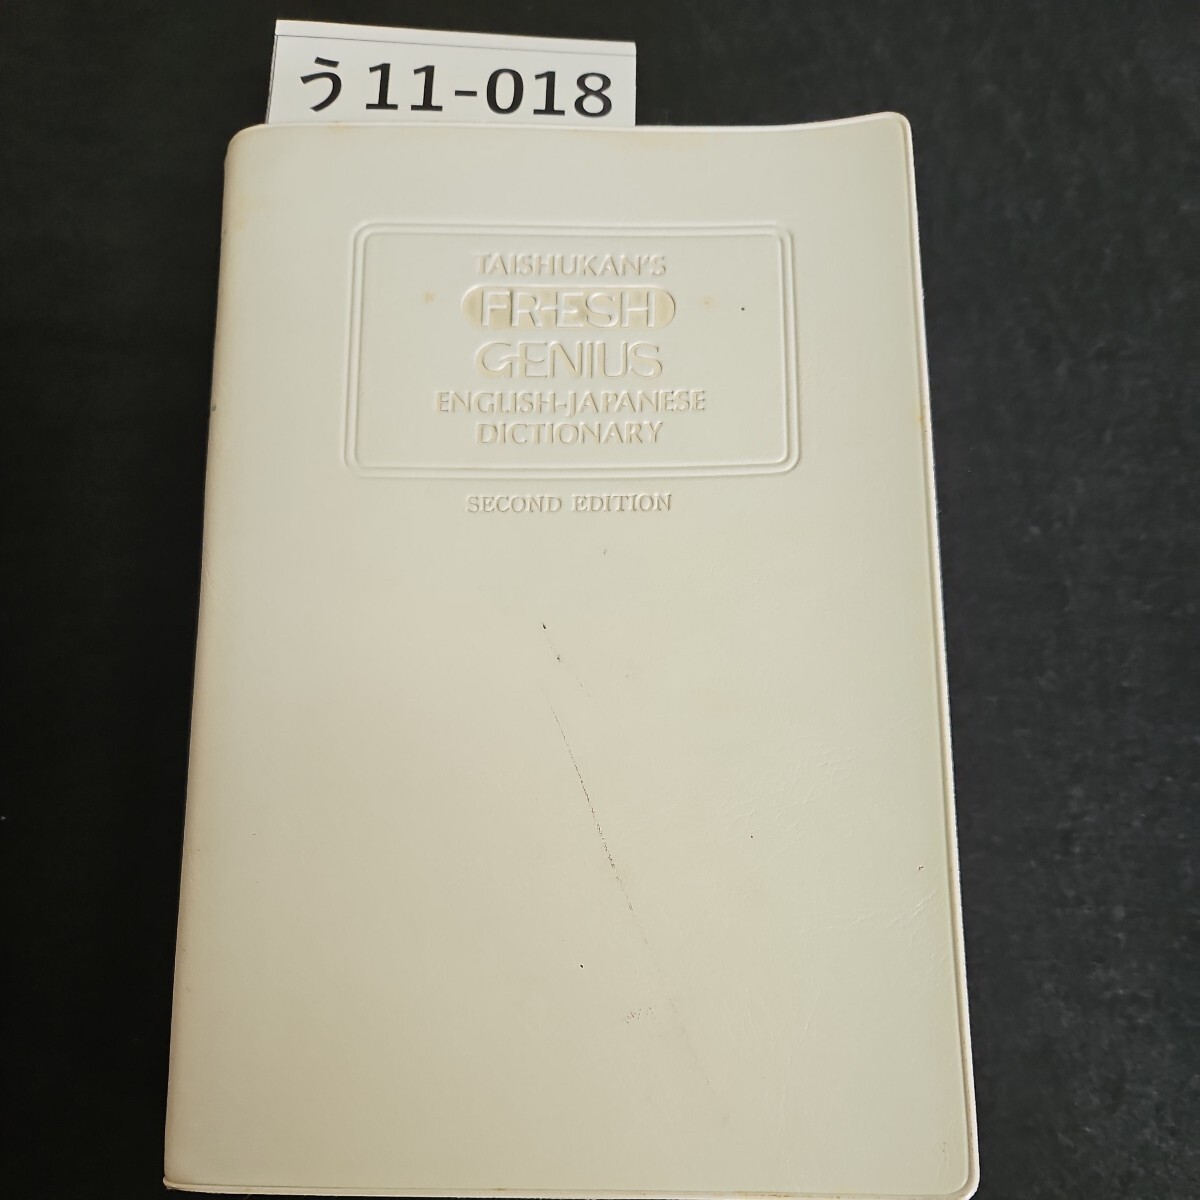 う11-018
TAISHUKAN'S
FRESH
GENIUS
ENGLISH-JAPANESE
DICTIONARY
SECOND EDITION